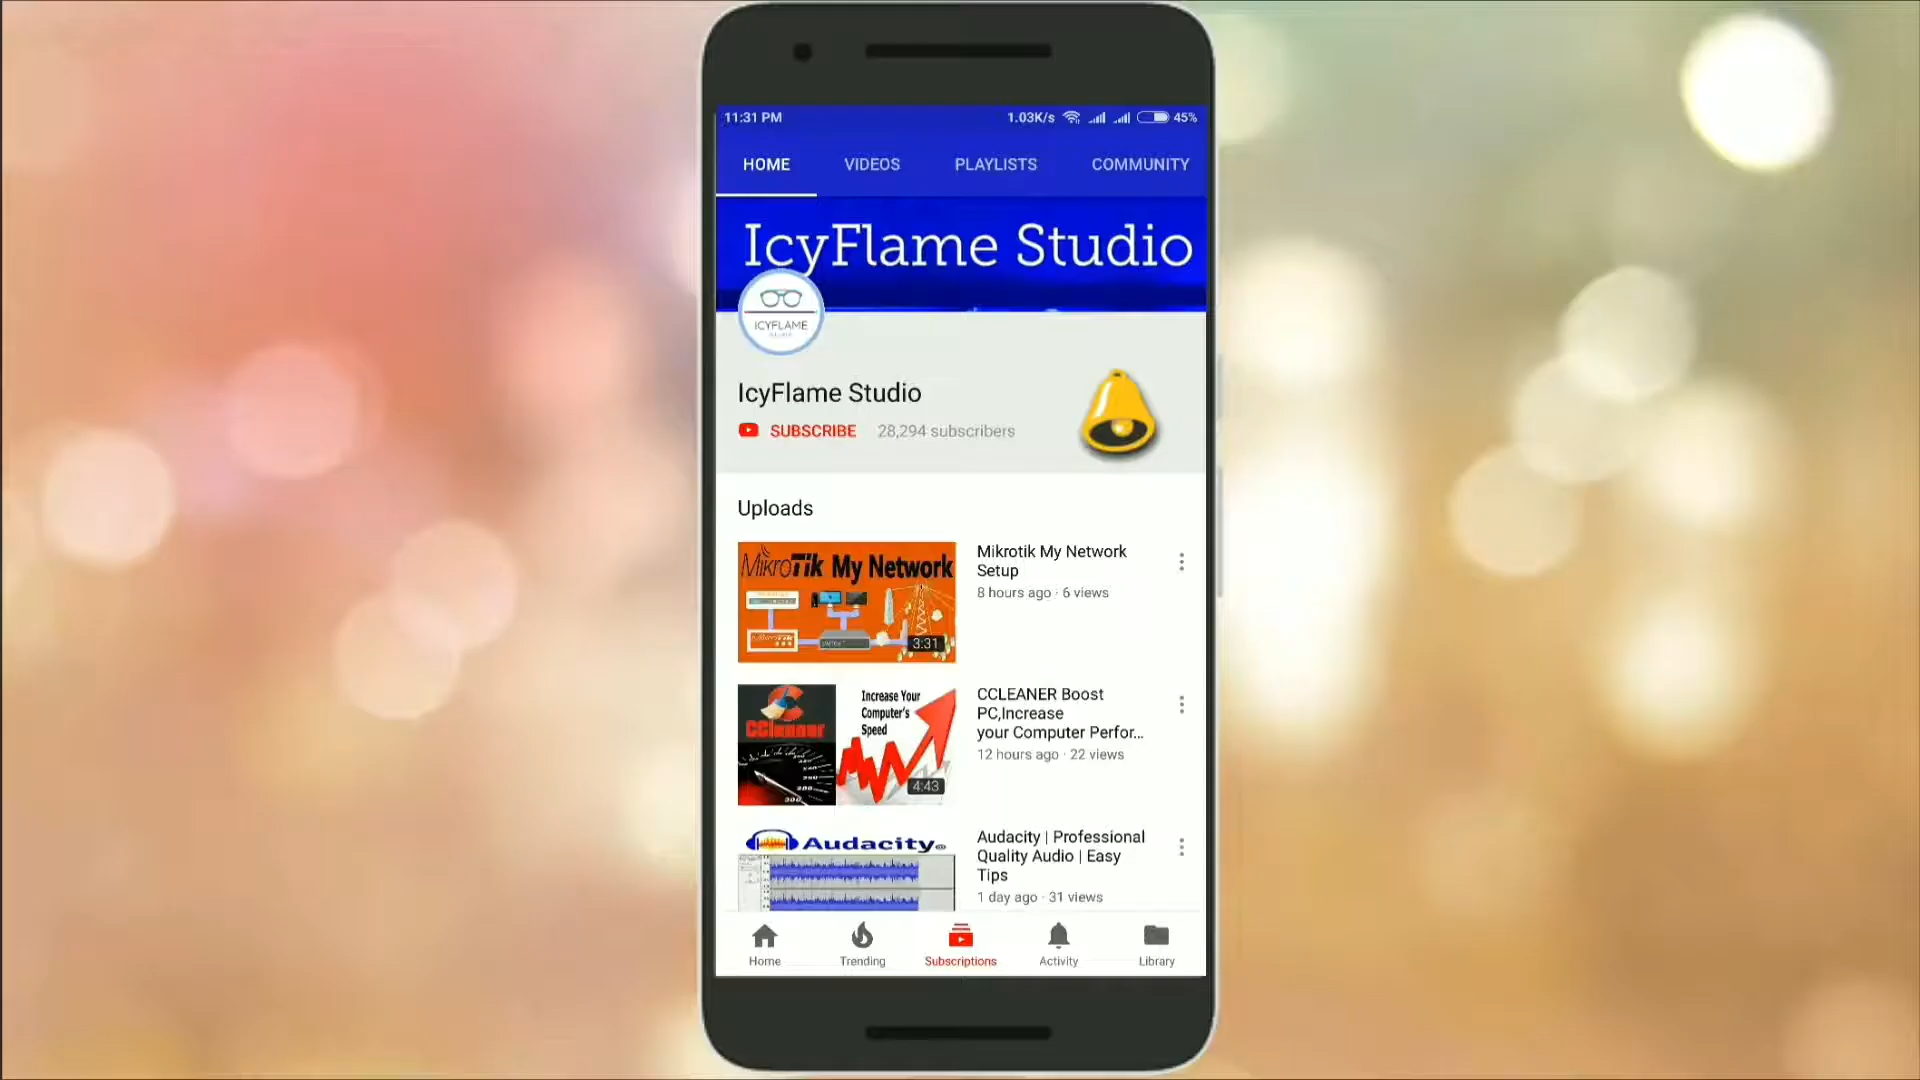 11:31 PM
1.03K/s
45%
HOME
VIDEOS
PLAYLISTS
COMMUNITY
IcyFlame Studio
ICYFLAME
IcyFlame Studio
SUBSCRIBE
28,294 subscribers
Uploads
MikroTik My Network
3:31
Mikrotik My Network
Setup
8 hours ago · 6 views
CCleaner
Increase Your
Computer's
Speed
4:43
CCLEANER Boost
PC,Increase
your Computer Perfor...
12 hours ago · 22 views
Audacity
Audacity | Professional
Quality Audio | Easy
Tips
1 day ago · 31 views
Home
Trending
Subscriptions
Activity
Library